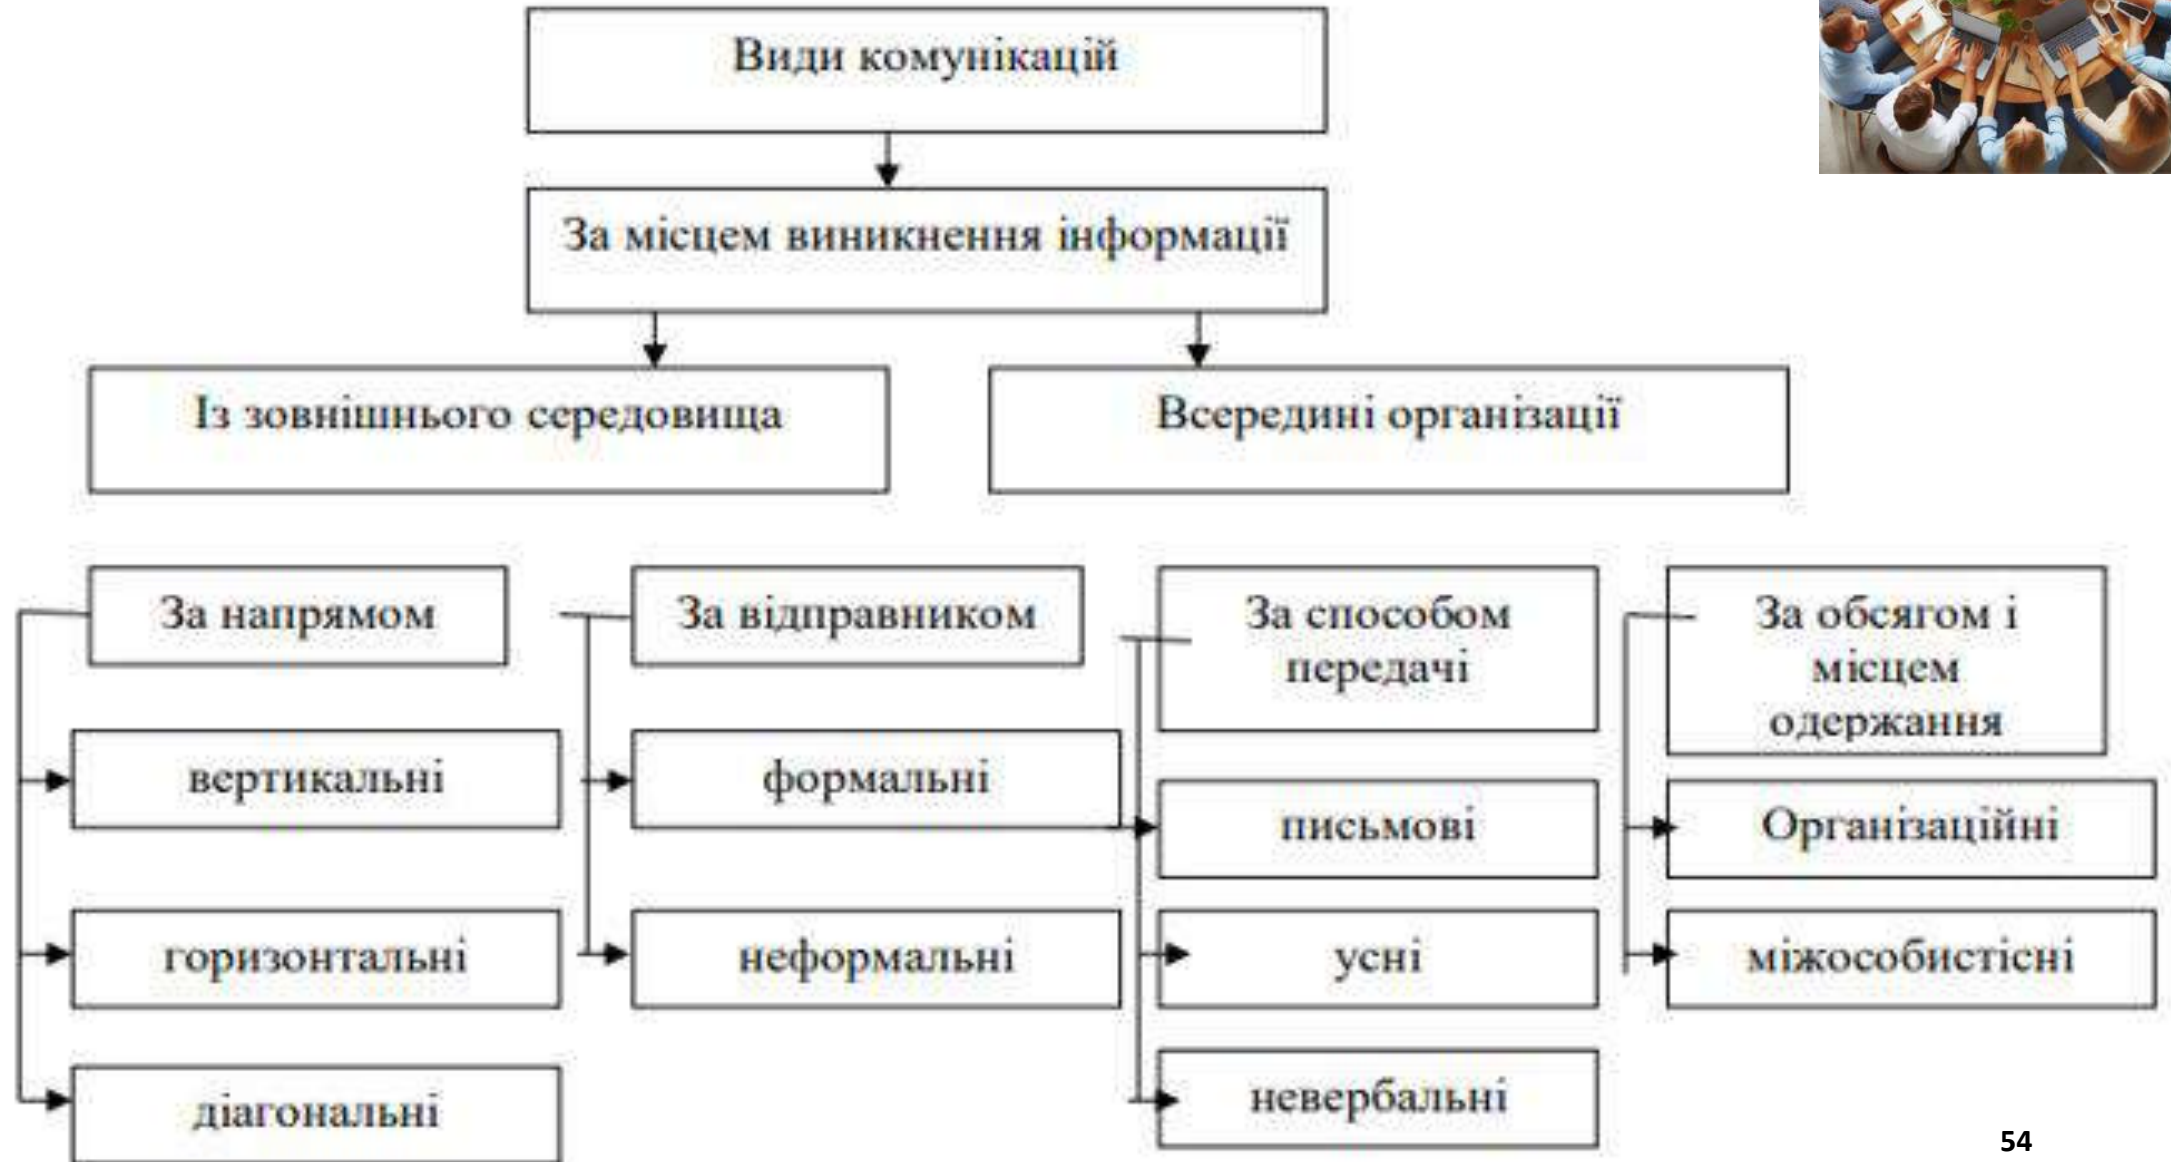 Види комунікацій
За місцем виникнення інформації
Із зовнішнього середовища
Всередині організації
За напрямом
вертикальні
горизонтальні
діагональні
За відправником
формальні
неформальні
За способом
передачі
письмові
усні
невербальні
За обсягом і
місцем
одержання
Організаційні
міжособистісні
54